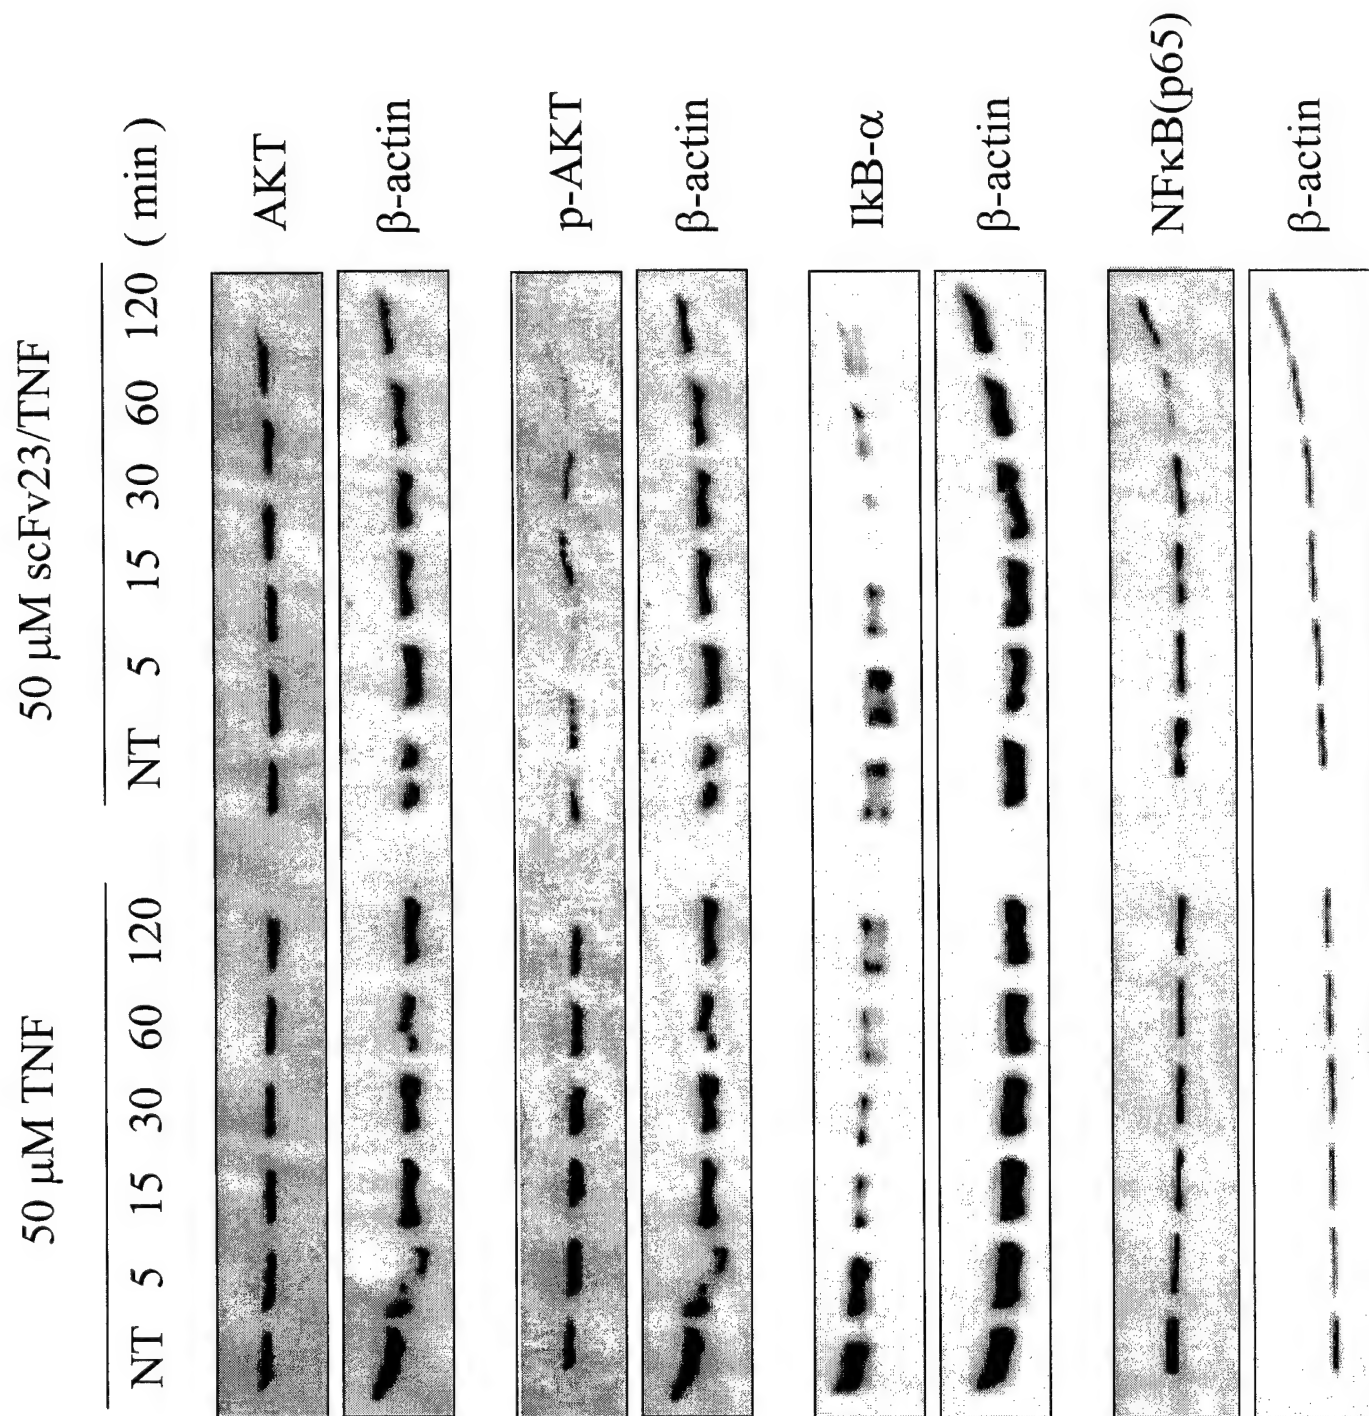 50 μM TNF
50 μM scFv23/TNF
NT 5 15 30 60 120
NT 5 15 30 60 120
( min )
AKT
β-actin
p-AKT
β-actin
IkB-α
β-actin
NFκB(p65)
β-actin